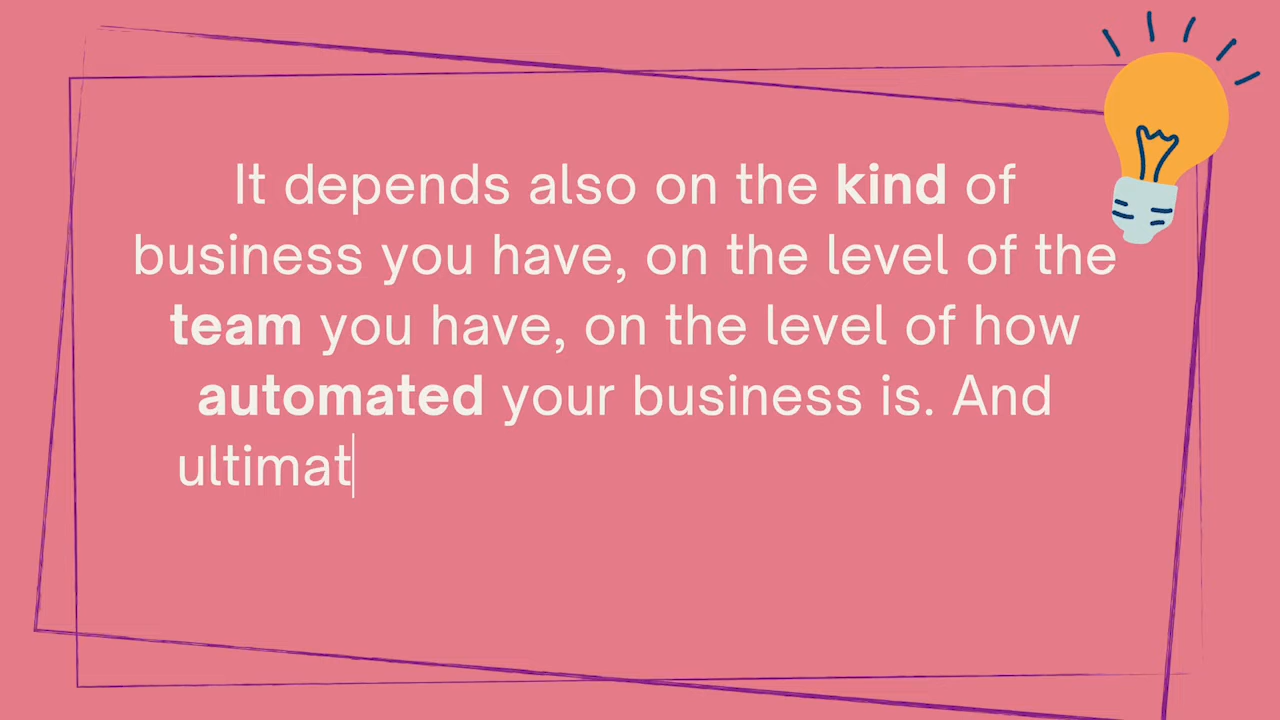 It depends also on the kind of
business you have, on the level of the
team you have, on the level of how
automated your business is. And
ultimat